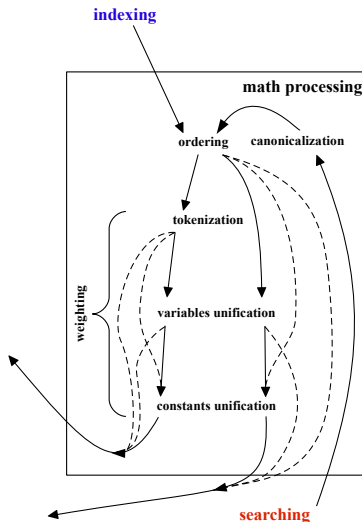 indexing
math processing
ordering
canonicalization
tokenization
weighting
variables unification
constants unification
searching